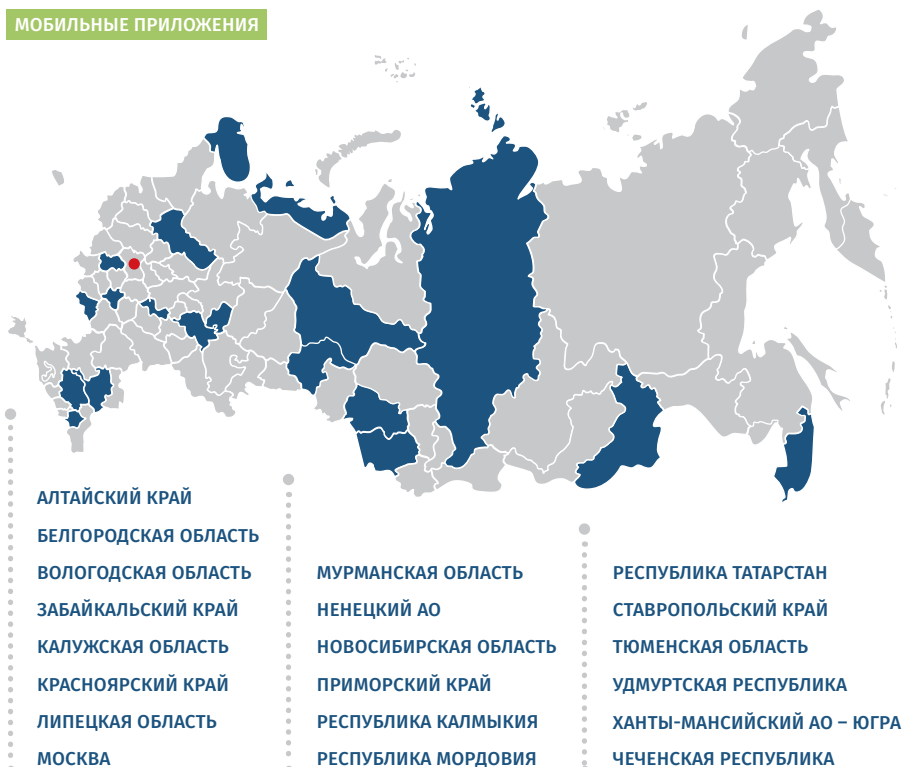 МОБИЛЬНЫЕ ПРИЛОЖЕНИЯ
АЛТАЙСКИЙ КРАЙ
БЕЛГОРОДСКАЯ ОБЛАСТЬ
ВОЛОГОДСКАЯ ОБЛАСТЬ
ЗАБАЙКАЛЬСКИЙ КРАЙ
КАЛУЖСКАЯ ОБЛАСТЬ
КРАСНОЯРСКИЙ КРАЙ
ЛИПЕЦКАЯ ОБЛАСТЬ
МОСКВА
МУРМАНСКАЯ ОБЛАСТЬ
НЕНЕЦКИЙ АО
НОВОСИБИРСКАЯ ОБЛАСТЬ
ПРИМОРСКИЙ КРАЙ
РЕСПУБЛИКА КАЛМЫКИЯ
РЕСПУБЛИКА МОРДОВИЯ
РЕСПУБЛИКА ТАТАРСТАН
СТАВРОПОЛЬСКИЙ КРАЙ
ТЮМЕНСКАЯ ОБЛАСТЬ
УДМУРТСКАЯ РЕСПУБЛИКА
ХАНТЫ-МАНСИЙСКИЙ АО – ЮГРА
ЧЕЧЕНСКАЯ РЕСПУБЛИКА